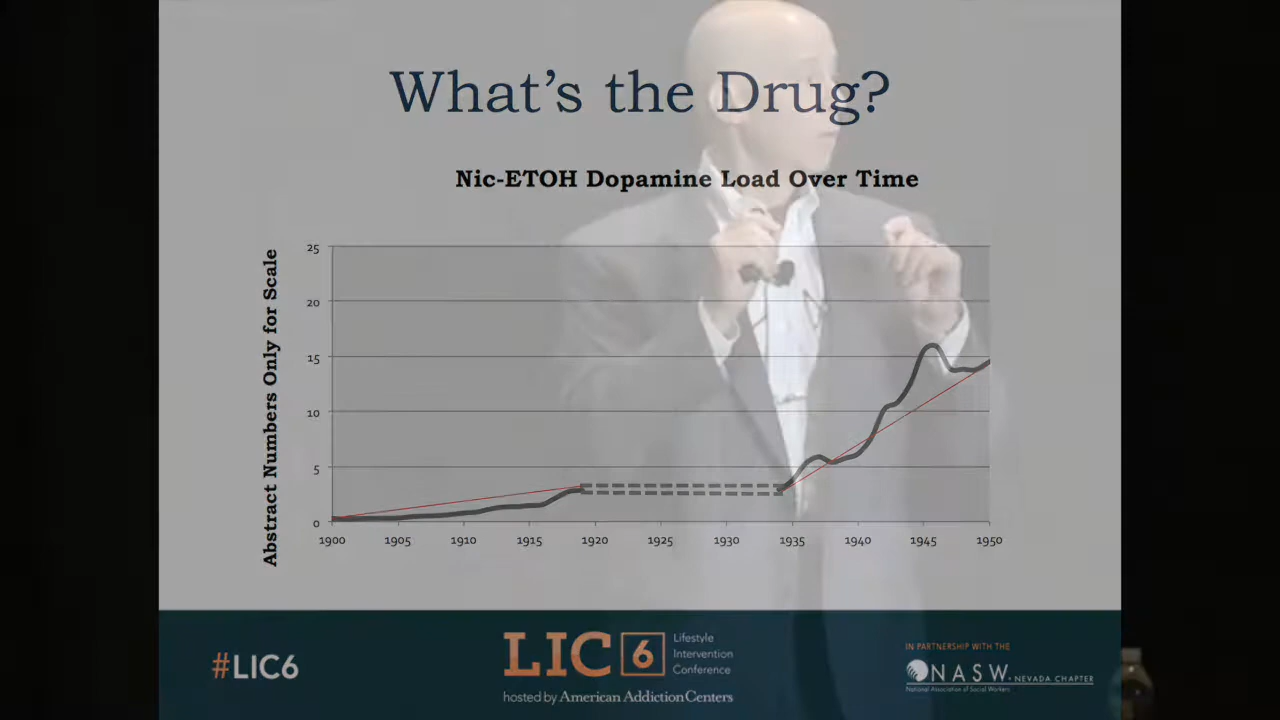 What's the Drug?
Nic-ETOH Dopamine Load Over Time
Abstract Numbers Only for Scale
25
20
15
10
5
0
1900 1905 1910 1915 1920 1925 1930 1935 1940 1945 1950
#LIC6
LIC 6
Lifestyle
Intervention
Conference
hosted by American Addiction Centers
IN PARTNERSHIP WITH THE
NASW • NEVADA CHAPTER
National Association of Social Workers